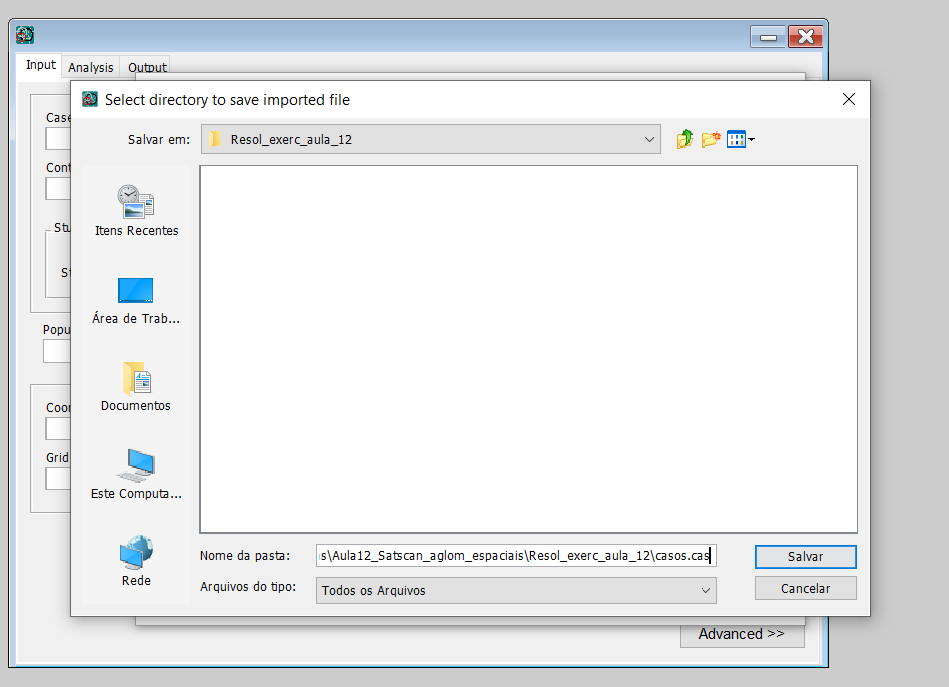 Input
Analysis
Output
Select directory to save imported file
Salvar em:
Resol_exerc_aula_12
Itens Recentes
Área de Trab...
Documentos
Este Computa...
Rede
Nome da pasta:
s\Aula12_Satscan_aglom_espaciais\Resol_exerc_aula_12\casos.cas
Salvar
Arquivos do tipo:
Todos os Arquivos
Cancelar
Case
Cont
Stu
St
Popu
Coor
Grid
Advanced >>